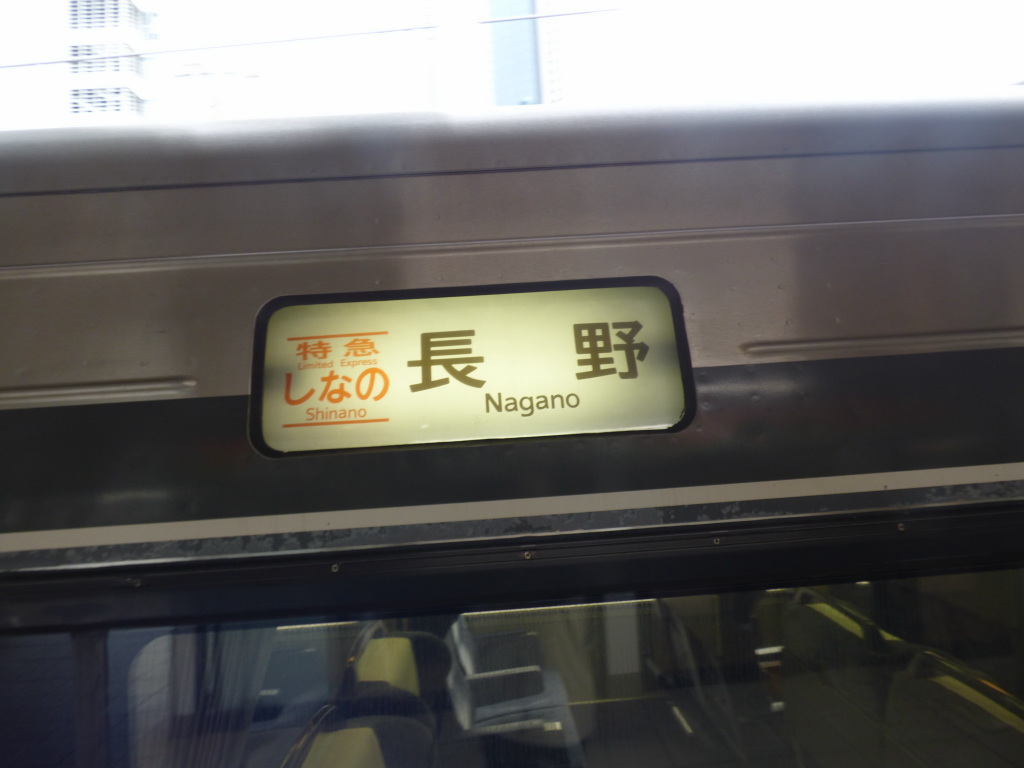 特急
Limited Express
しなの
Shinano
長 野
Nagano